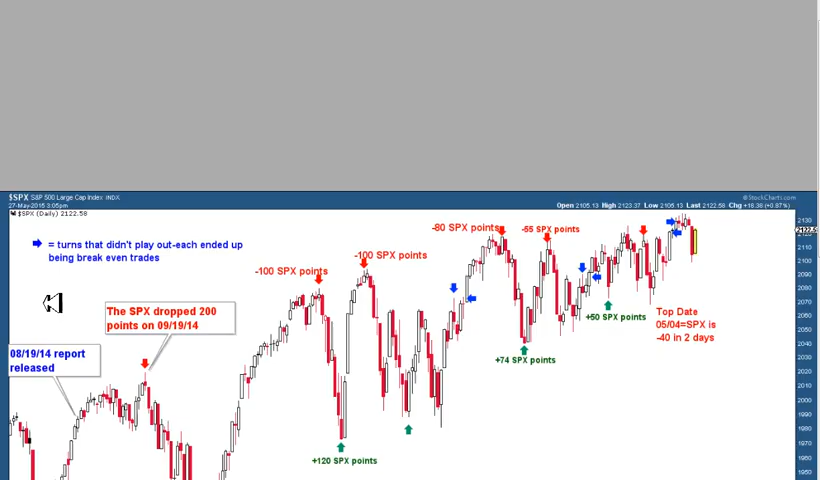 $SPX S&P 500 Large Cap Index INDX
© StockCharts.com
27-May-2015 3:05pm
Open 2105.13 High 2123.37 Low 2105.13 Last 2122.58 Chg +18.38 (+0.87%)
$SPX (Daily) 2122.58
= turns that didn't play out-each ended up
being break even trades
-100 SPX points
-100 SPX points
-80 SPX points
-55 SPX points
The SPX dropped 200
points on 09/19/14
08/19/14 report
released
+120 SPX points
+74 SPX points
+50 SPX points
Top Date
05/04=SPX is
-40 in 2 days
2130
2122.5
2110
2100
2090
2080
2070
2060
2050
2040
2030
2020
2010
2000
1990
1980
1970
1960
1950